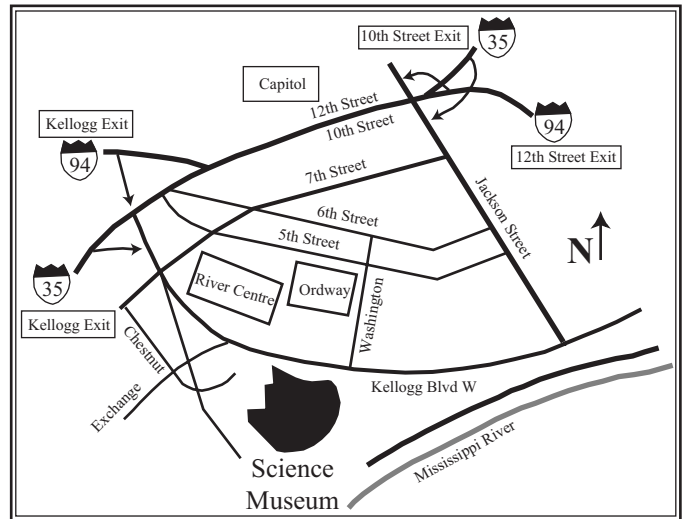 10th Street Exit
35
Capitol
12th Street
10th Street
Kellogg Exit
94
94
12th Street Exit
7th Street
6th Street
5th Street
Jackson Street
N
River Centre
Ordway
Washington
35
Kellogg Exit
Chestnut
Exchange
Kellogg Blvd W
Mississippi River
Science
Museum